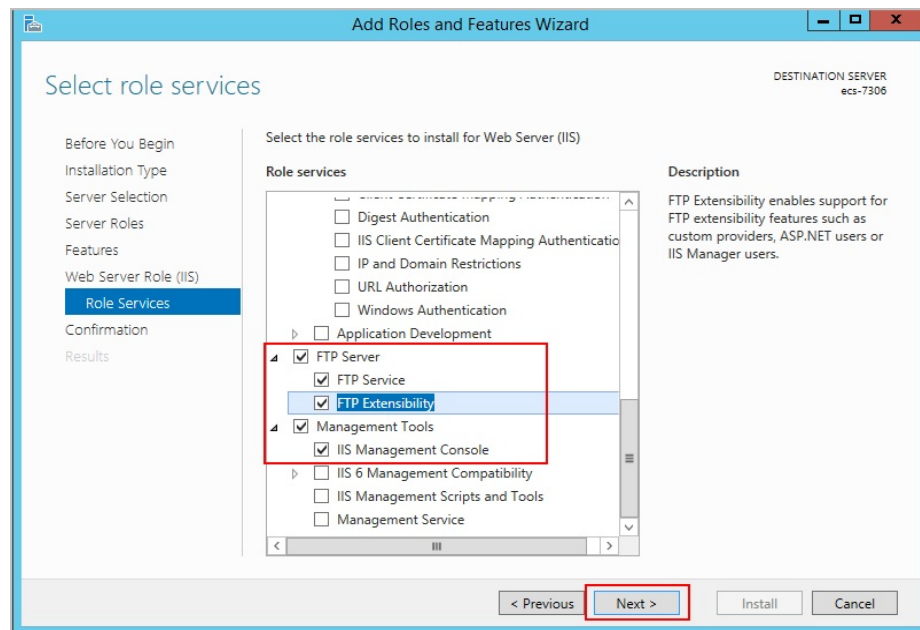 Add Roles and Features Wizard
Select role services
DESTINATION SERVER
ecs-7306
Before You Begin
Installation Type
Server Selection
Server Roles
Features
Web Server Role (IIS)
Role Services
Confirmation
Results
Select the role services to install for Web Server (IIS)
Role services
Client Certificate Mapping Authentication
Digest Authentication
IIS Client Certificate Mapping Authenticatio
IP and Domain Restrictions
URL Authorization
Windows Authentication
Application Development
FTP Server
FTP Service
FTP Extensibility
Management Tools
IIS Management Console
IIS 6 Management Compatibility
IIS Management Scripts and Tools
Management Service
Description
FTP Extensibility enables support for
FTP extensibility features such as
custom providers, ASP.NET users or
IIS Manager users.
< Previous
Next >
Install
Cancel